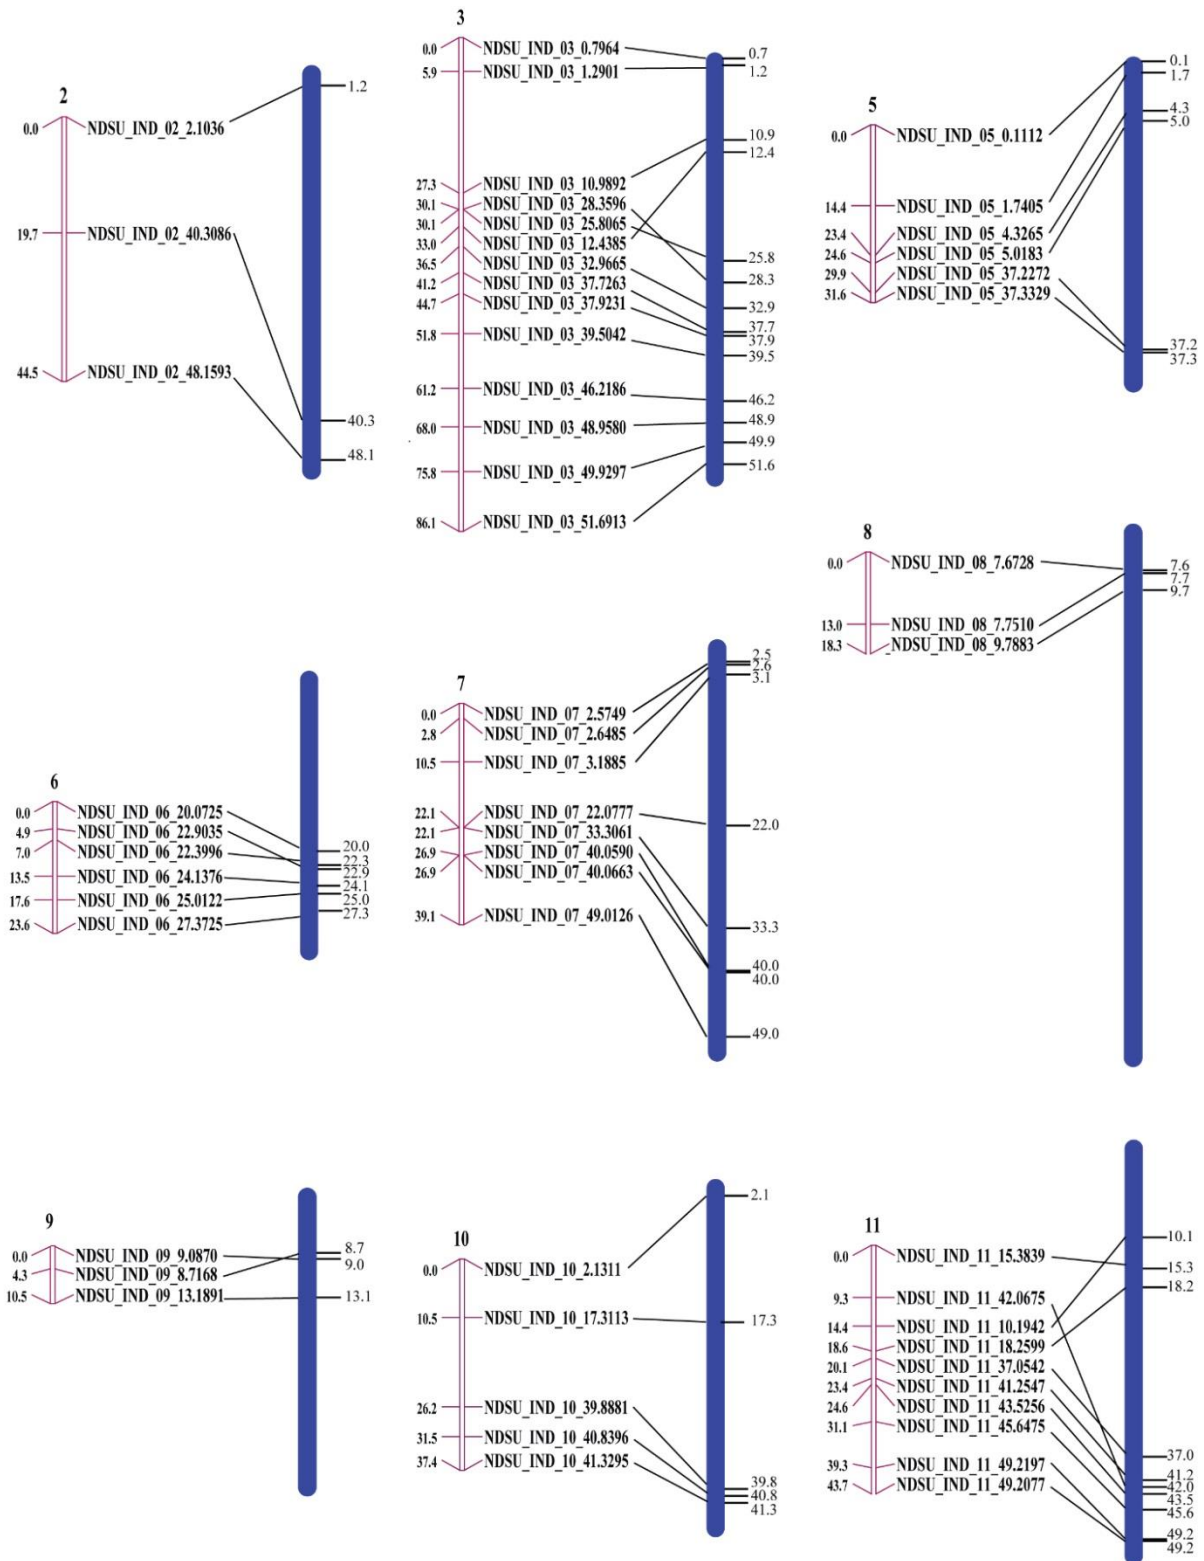 2
0.0 NDSU_IND_02_2.1036 1.2
19.7 NDSU_IND_02_40.3086 40.3
44.5 NDSU_IND_02_48.1593 48.1
3
0.0 NDSU_IND_03_0.7964 0.7
5.9 NDSU_IND_03_1.2901 1.2
27.3 NDSU_IND_03_10.9892 10.9
30.1 NDSU_IND_03_28.3596 12.4
30.1 NDSU_IND_03_25.8065 25.8
33.0 NDSU_IND_03_12.4385 28.3
36.5 NDSU_IND_03_32.9665 32.9
41.2 NDSU_IND_03_37.7263 37.7
44.7 NDSU_IND_03_37.9231 37.9
51.8 NDSU_IND_03_39.5042 39.5
61.2 NDSU_IND_03_46.2186 46.2
68.0 NDSU_IND_03_48.9580 48.9
75.8 NDSU_IND_03_49.9297 49.9
86.1 NDSU_IND_03_51.6913 51.6
5
0.0 NDSU_IND_05_0.1112 0.1
14.4 NDSU_IND_05_1.7405 1.7
23.4 NDSU_IND_05_4.3265 4.3
24.6 NDSU_IND_05_5.0183 5.0
29.9 NDSU_IND_05_37.2272 37.2
31.6 NDSU_IND_05_37.3329 37.3
6
0.0 NDSU_IND_06_20.0725 20.0
4.9 NDSU_IND_06_22.9035 22.3
7.0 NDSU_IND_06_22.3996 22.9
13.5 NDSU_IND_06_24.1376 24.1
17.6 NDSU_IND_06_25.0122 25.0
23.6 NDSU_IND_06_27.3725 27.3
7
0.0 NDSU_IND_07_2.5749 2.5
2.8 NDSU_IND_07_2.6485 2.6
10.5 NDSU_IND_07_3.1885 3.1
22.1 NDSU_IND_07_22.0777 22.0
22.1 NDSU_IND_07_33.3061 33.3
26.9 NDSU_IND_07_40.0590 40.0
26.9 NDSU_IND_07_40.0663 40.0
39.1 NDSU_IND_07_49.0126 49.0
8
0.0 NDSU_IND_08_7.6728 7.6
13.0 NDSU_IND_08_7.7510 7.7
18.3 NDSU_IND_08_9.7883 9.7
9
0.0 NDSU_IND_09_9.0870 8.7
4.3 NDSU_IND_09_8.7168 9.0
10.5 NDSU_IND_09_13.1891 13.1
10
0.0 NDSU_IND_10_2.1311 2.1
10.5 NDSU_IND_10_17.3113 17.3
26.2 NDSU_IND_10_39.8881 39.8
31.5 NDSU_IND_10_40.8396 40.8
37.4 NDSU_IND_10_41.3295 41.3
11
0.0 NDSU_IND_11_15.3839 10.1
9.3 NDSU_IND_11_42.0675 15.3
14.4 NDSU_IND_11_10.1942 18.2
18.6 NDSU_IND_11_18.2599 37.0
20.1 NDSU_IND_11_37.0542 41.2
23.4 NDSU_IND_11_41.2547 42.0
24.6 NDSU_IND_11_43.5256 43.5
31.1 NDSU_IND_11_45.6475 45.6
39.3 NDSU_IND_11_49.2197 49.2
43.7 NDSU_IND_11_49.2077 49.2